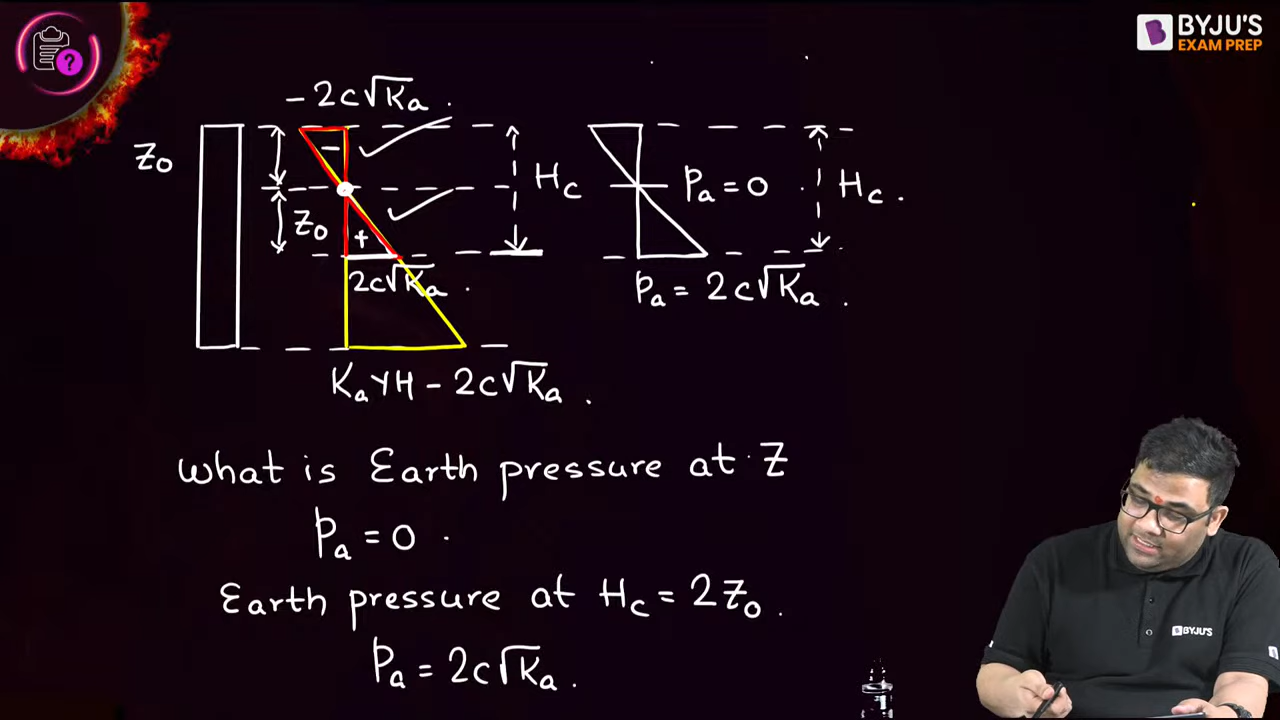 BYJU'S
EXAM PREP
?
-2c√Ka.
Z₀
Z₀
-
+
Hc
Pa = 0
Hc.
2c√Ka.
Pa = 2c√Ka.
KaγH - 2c√Ka.
What is Earth pressure at Z
Pa = 0.
Earth pressure at Hc = 2Z₀.
Pa = 2c√Ka.
BYJU'S